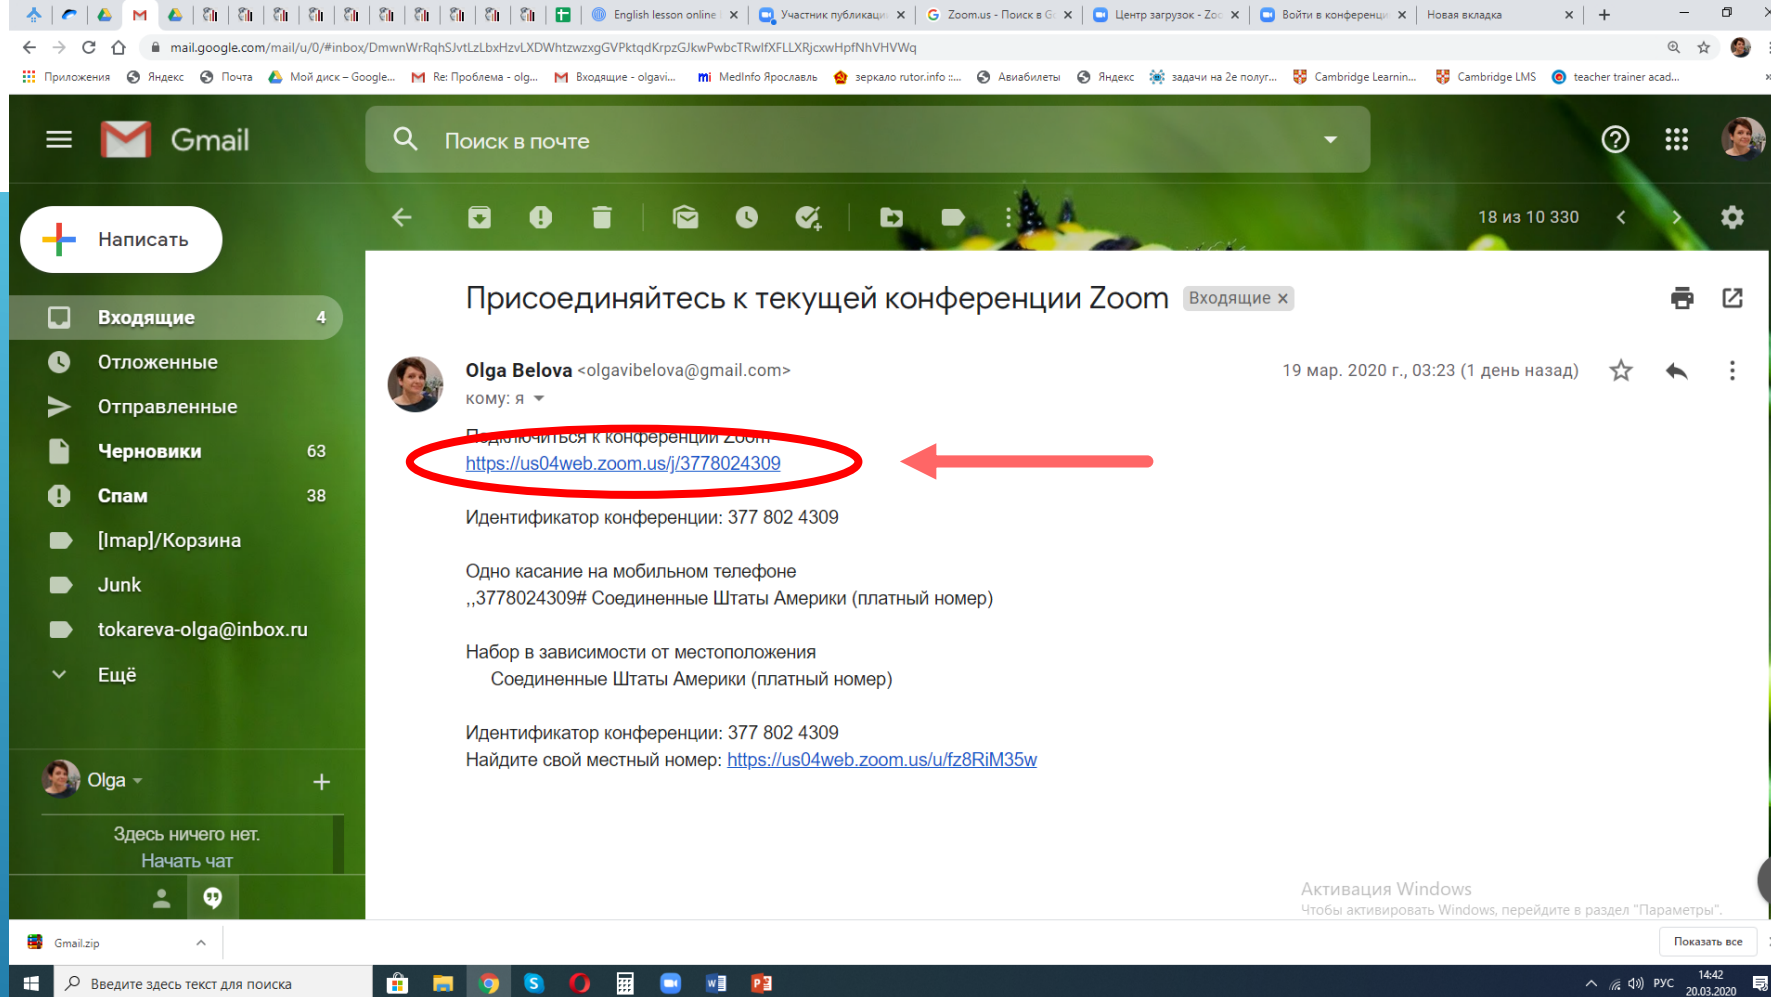 English lesson online
Участник публикаци
Zoom.us - Поиск в Go
Центр загрузок - Zoo
Войти в конференци
Новая вкладка
mail.google.com/mail/u/0/#inbox/DmwnWrRqhSJvtLzLbxHzvLXDWhtzwzxgGVPktqdKrpzGJkwPwbcTRwlfXFLLXRjcxwHpfNhVHVWq
Приложения Яндекс Почта Мой диск – Google... Re: Проблема - olg... Входящие - olgavi... MedInfo Ярославль зеркало rutor.info ::... Авиабилеты Яндекс задачи на 2е полуг... Cambridge Learnin... Cambridge LMS teacher trainer acad...
Gmail
Поиск в почте
Написать
18 из 10 330
Входящие 4
Отложенные
Отправленные
Черновики 63
Спам 38
[Imap]/Корзина
Junk
tokareva-olga@inbox.ru
Ещё
Olga
Здесь ничего нет.
Начать чат
Присоединяйтесь к текущей конференции Zoom Входящие x
Olga Belova <olgavibelova@gmail.com> 19 мар. 2020 г., 03:23 (1 день назад)
кому: я
Подключиться к конференции Zoom
https://us04web.zoom.us/j/3778024309
Идентификатор конференции: 377 802 4309
Одно касание на мобильном телефоне
,,3778024309# Соединенные Штаты Америки (платный номер)
Набор в зависимости от местоположения
Соединенные Штаты Америки (платный номер)
Идентификатор конференции: 377 802 4309
Найдите свой местный номер: https://us04web.zoom.us/u/fz8RiM35w
Активация Windows
Чтобы активировать Windows, перейдите в раздел "Параметры".
Gmail.zip
Показать все
Введите здесь текст для поиска
РУС
14:42
20.03.2020